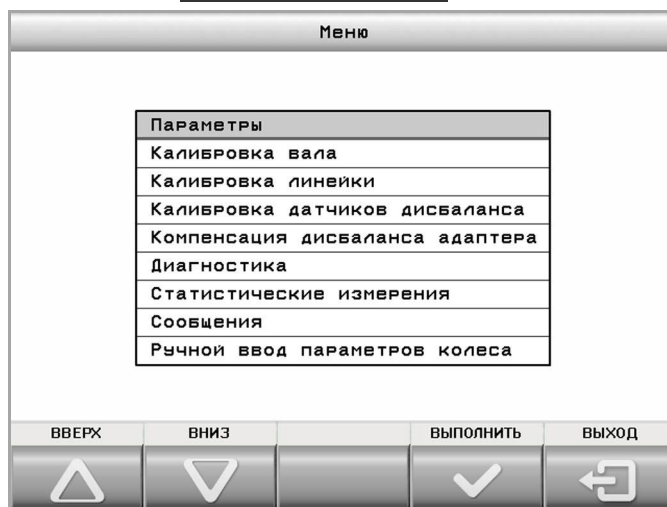 Меню
Параметры
Калибровка вала
Калибровка линейки
Калибровка датчиков дисбаланса
Компенсация дисбаланса адаптера
Диагностика
Статистические измерения
Сообщения
Ручной ввод параметров колеса
ВВЕРХ ВНИЗ ВЫПОЛНИТЬ ВЫХОД